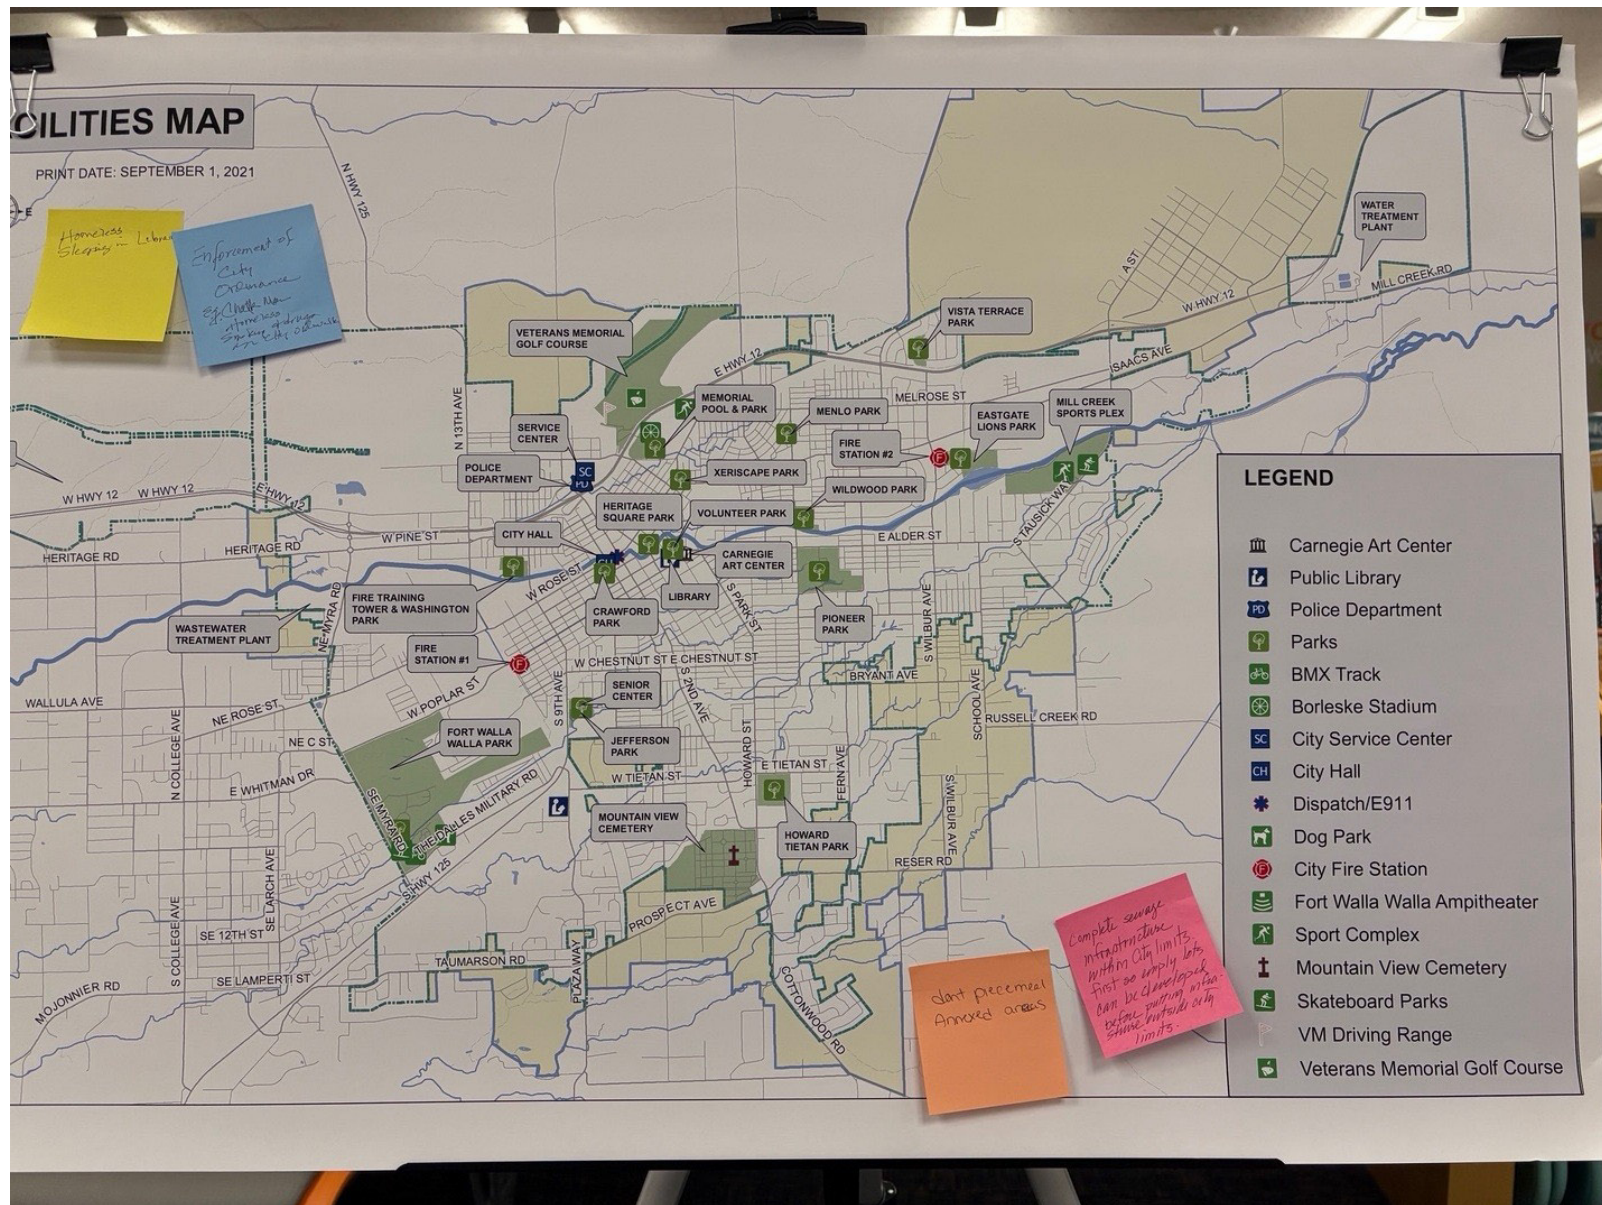 CILITIES MAP
PRINT DATE: SEPTEMBER 1, 2021
E
Homeless
Sleeping in
Enforcement of
City
Ordinance
Homeless
N HWY 125
WATER
TREATMENT
PLANT
MILL CREEK RD
A ST
W HWY 12
VISTA TERRACE
PARK
ISAACS AVE
VETERANS MEMORIAL
GOLF COURSE
E HWY 12
N 13TH AVE
MEMORIAL
POOL & PARK
MELROSE ST
MENLO PARK
EASTGATE
LIONS PARK
MILL CREEK
SPORTS PLEX
SERVICE
CENTER
SC
PD
FIRE
STATION #2
F
POLICE
DEPARTMENT
XERISCAPE PARK
WILDWOOD PARK
W HWY 12
W HWY 12
E HWY 12
HERITAGE
SQUARE PARK
VOLUNTEER PARK
S TAUSICK WA
CITY HALL
W PINE ST
E ALDER ST
HERITAGE RD
HERITAGE RD
CARNEGIE
ART CENTER
W ROSE ST
FIRE TRAINING
TOWER & WASHINGTON
PARK
LIBRARY
CRAWFORD
PARK
S PARK ST
PIONEER
PARK
S WILBUR AVE
NE MYRA RD
WASTEWATER
TREATMENT PLANT
FIRE
STATION #1
F
W CHESTNUT ST
E CHESTNUT ST
BRYANT AVE
WALLULA AVE
NE ROSE ST
W POPLAR ST
S 9TH AVE
SENIOR
CENTER
S 2ND AVE
SCHOOL AVE
RUSSELL CREEK RD
N COLLEGE AVE
NE C ST
FORT WALLA
WALLA PARK
JEFFERSON
PARK
HOWARD ST
E TIETAN ST
W TIETAN ST
FERN AVE
S WILBUR AVE
E WHITMAN DR
SE MYRA RD
THE DALLES MILITARY RD
MOUNTAIN VIEW
CEMETERY
HOWARD
TIETAN PARK
S HWY 125
RESER RD
SE LARCH AVE
S COLLEGE AVE
PROSPECT AVE
SE 12TH ST
TAUMARSON RD
PLAZA WAY
SE LAMPERTI ST
MOJONNIER RD
COTTONWOOD RD
dont piecemeal
Annexed areas
Complete sewage
infrastructure
within City limits.
first so empty lots
can be developed
before putting infra-
structure outside city
limits.
LEGEND
Carnegie Art Center
Public Library
PD Police Department
Parks
BMX Track
Borleske Stadium
SC City Service Center
CH City Hall
Dispatch/E911
Dog Park
F City Fire Station
Fort Walla Walla Ampitheater
Sport Complex
Mountain View Cemetery
Skateboard Parks
VM Driving Range
Veterans Memorial Golf Course